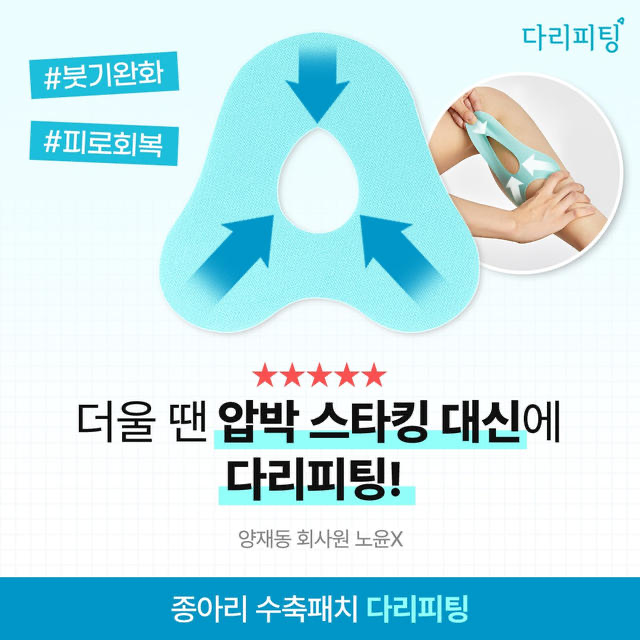 다리피팅
#붓기완화
#피로회복
더울 땐 압박 스타킹 대신에
다리피팅!
양재동 회사원 노윤X
종아리 수축패치 다리피팅